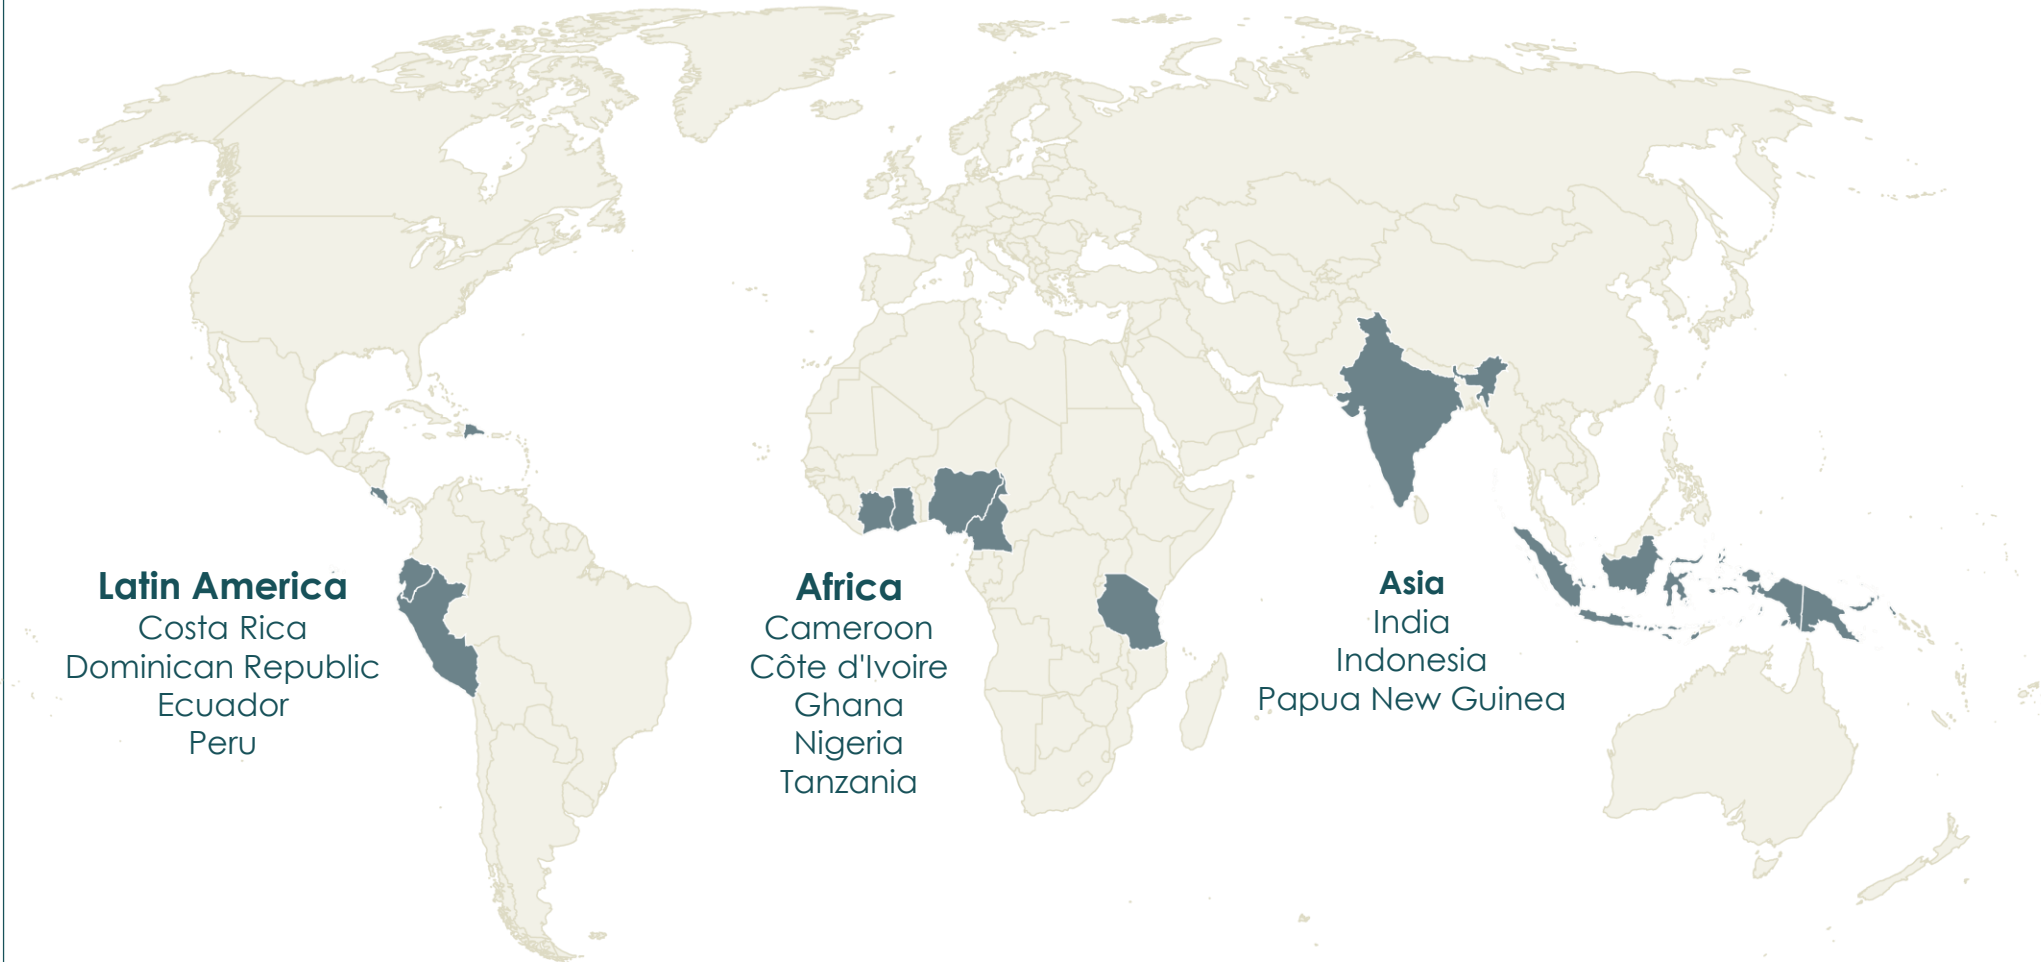 Latin America
Costa Rica
Dominican Republic
Ecuador
Peru
Africa
Cameroon
Côte d'Ivoire
Ghana
Nigeria
Tanzania
Asia
India
Indonesia
Papua New Guinea